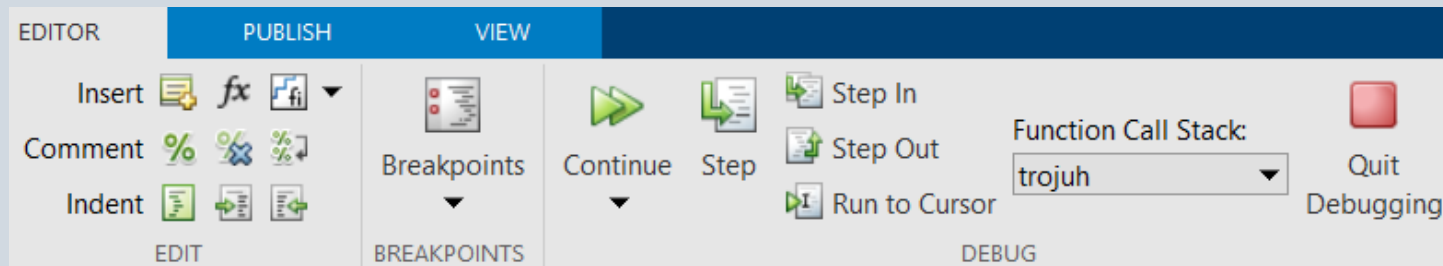 EDITOR PUBLISH VIEW
Insert fx fi
Comment % % %
Indent
EDIT
Breakpoints
BREAKPOINTS
Continue
Step
Step In
Step Out
Run to Cursor
Function Call Stack:
trojuh
Quit
Debugging
DEBUG